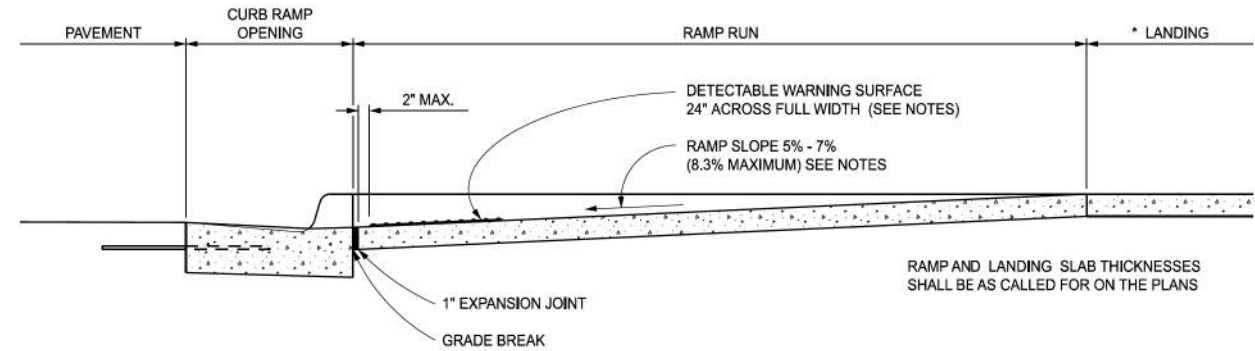 PAVEMENT
CURB RAMP
OPENING
RAMP RUN
* LANDING
2" MAX.
DETECTABLE WARNING SURFACE
24" ACROSS FULL WIDTH (SEE NOTES)
RAMP SLOPE 5% - 7%
(8.3% MAXIMUM) SEE NOTES
RAMP AND LANDING SLAB THICKNESSES
SHALL BE AS CALLED FOR ON THE PLANS
1" EXPANSION JOINT
GRADE BREAK